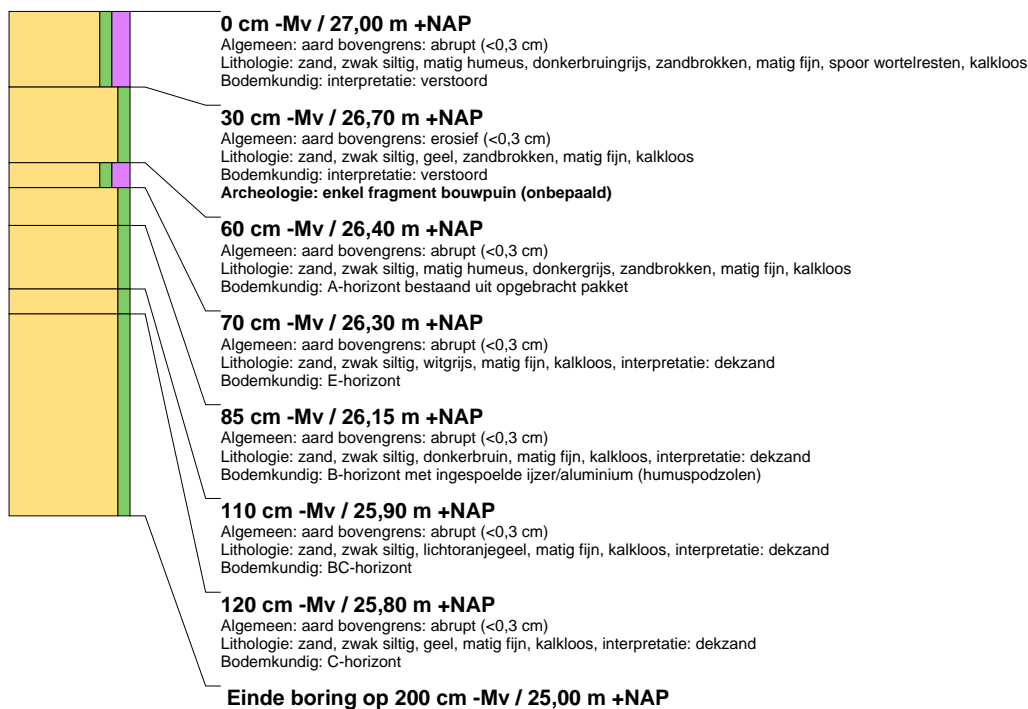 0 cm -Mv / 27,00 m +NAP
Algemeen: aard bovengrens: abrupt (<0,3 cm)
Lithologie: zand, zwak siltig, matig humeus, donkerbruingrijs, zandbrokken, matig fijn, spoor wortelresten, kalkloos
Bodemkundig: interpretatie: verstoord
30 cm -Mv / 26,70 m +NAP
Algemeen: aard bovengrens: erosief (<0,3 cm)
Lithologie: zand, zwak siltig, geel, zandbrokken, matig fijn, kalkloos
Bodemkundig: interpretatie: verstoord
Archeologie: enkel fragment bouwpuin (onbepaald)
60 cm -Mv / 26,40 m +NAP
Algemeen: aard bovengrens: abrupt (<0,3 cm)
Lithologie: zand, zwak siltig, matig humeus, donkergrijs, zandbrokken, matig fijn, kalkloos
Bodemkundig: A-horizont bestaand uit opgebracht pakket
70 cm -Mv / 26,30 m +NAP
Algemeen: aard bovengrens: abrupt (<0,3 cm)
Lithologie: zand, zwak siltig, witgrijs, matig fijn, kalkloos, interpretatie: dekzand
Bodemkundig: E-horizont
85 cm -Mv / 26,15 m +NAP
Algemeen: aard bovengrens: abrupt (<0,3 cm)
Lithologie: zand, zwak siltig, donkerbruin, matig fijn, kalkloos, interpretatie: dekzand
Bodemkundig: B-horizont met ingespoelde ijzer/aluminium (humuspodzolen)
110 cm -Mv / 25,90 m +NAP
Algemeen: aard bovengrens: abrupt (<0,3 cm)
Lithologie: zand, zwak siltig, lichtoranjegeel, matig fijn, kalkloos, interpretatie: dekzand
Bodemkundig: BC-horizont
120 cm -Mv / 25,80 m +NAP
Algemeen: aard bovengrens: abrupt (<0,3 cm)
Lithologie: zand, zwak siltig, geel, matig fijn, kalkloos, interpretatie: dekzand
Bodemkundig: C-horizont
Einde boring op 200 cm -Mv / 25,00 m +NAP